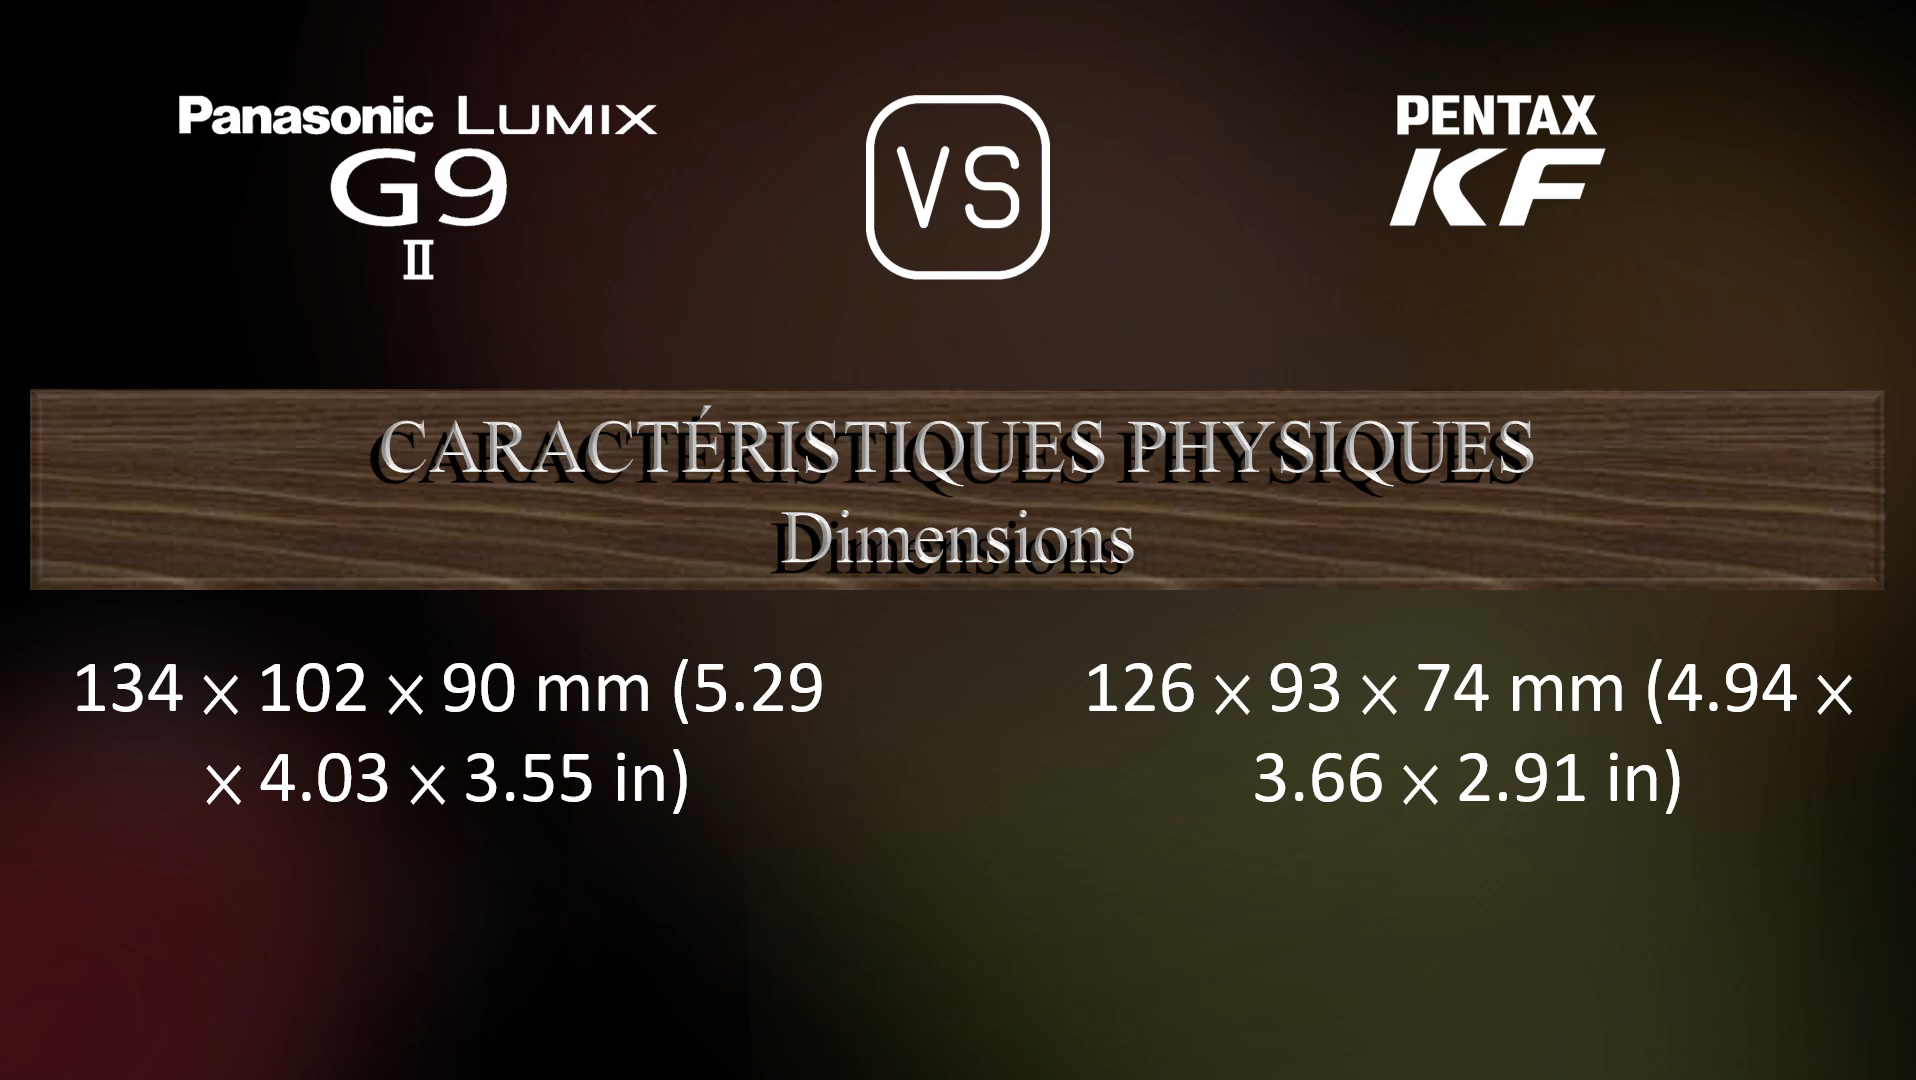 Panasonic LUMIX
G9
II
VS
PENTAX
KF
CARACTÉRISTIQUES PHYSIQUES
Dimensions
134 x 102 x 90 mm (5.29
x 4.03 x 3.55 in)
126 x 93 x 74 mm (4.94 x
3.66 x 2.91 in)